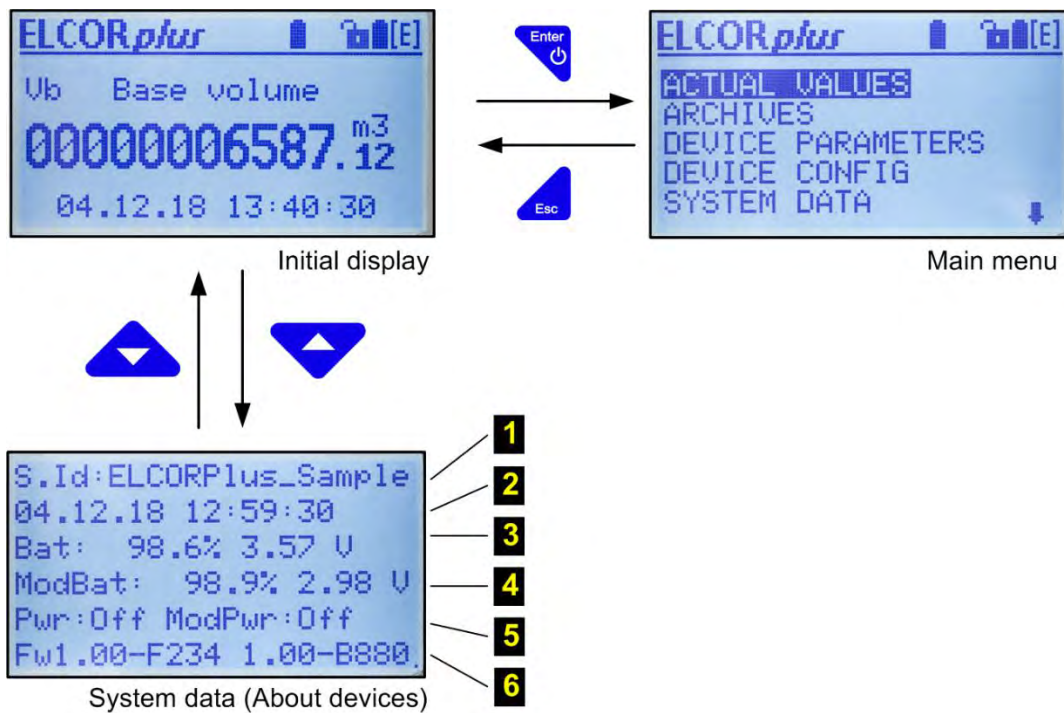 ELCORplus [E]
Vb Base volume
00000006587.12 m3
04.12.18 13:40:30
Initial display
Enter
Esc
ELCORplus [E]
ACTUAL VALUES
ARCHIVES
DEVICE PARAMETERS
DEVICE CONFIG
SYSTEM DATA
Main menu
S.Id:ELCORPlus_Sample
04.12.18 12:59:30
Bat: 98.6% 3.57 V
ModBat: 98.9% 2.98 V
Pwr:Off ModPwr:Off
Fw1.00-F234 1.00-B880
System data (About devices)
1
2
3
4
5
6